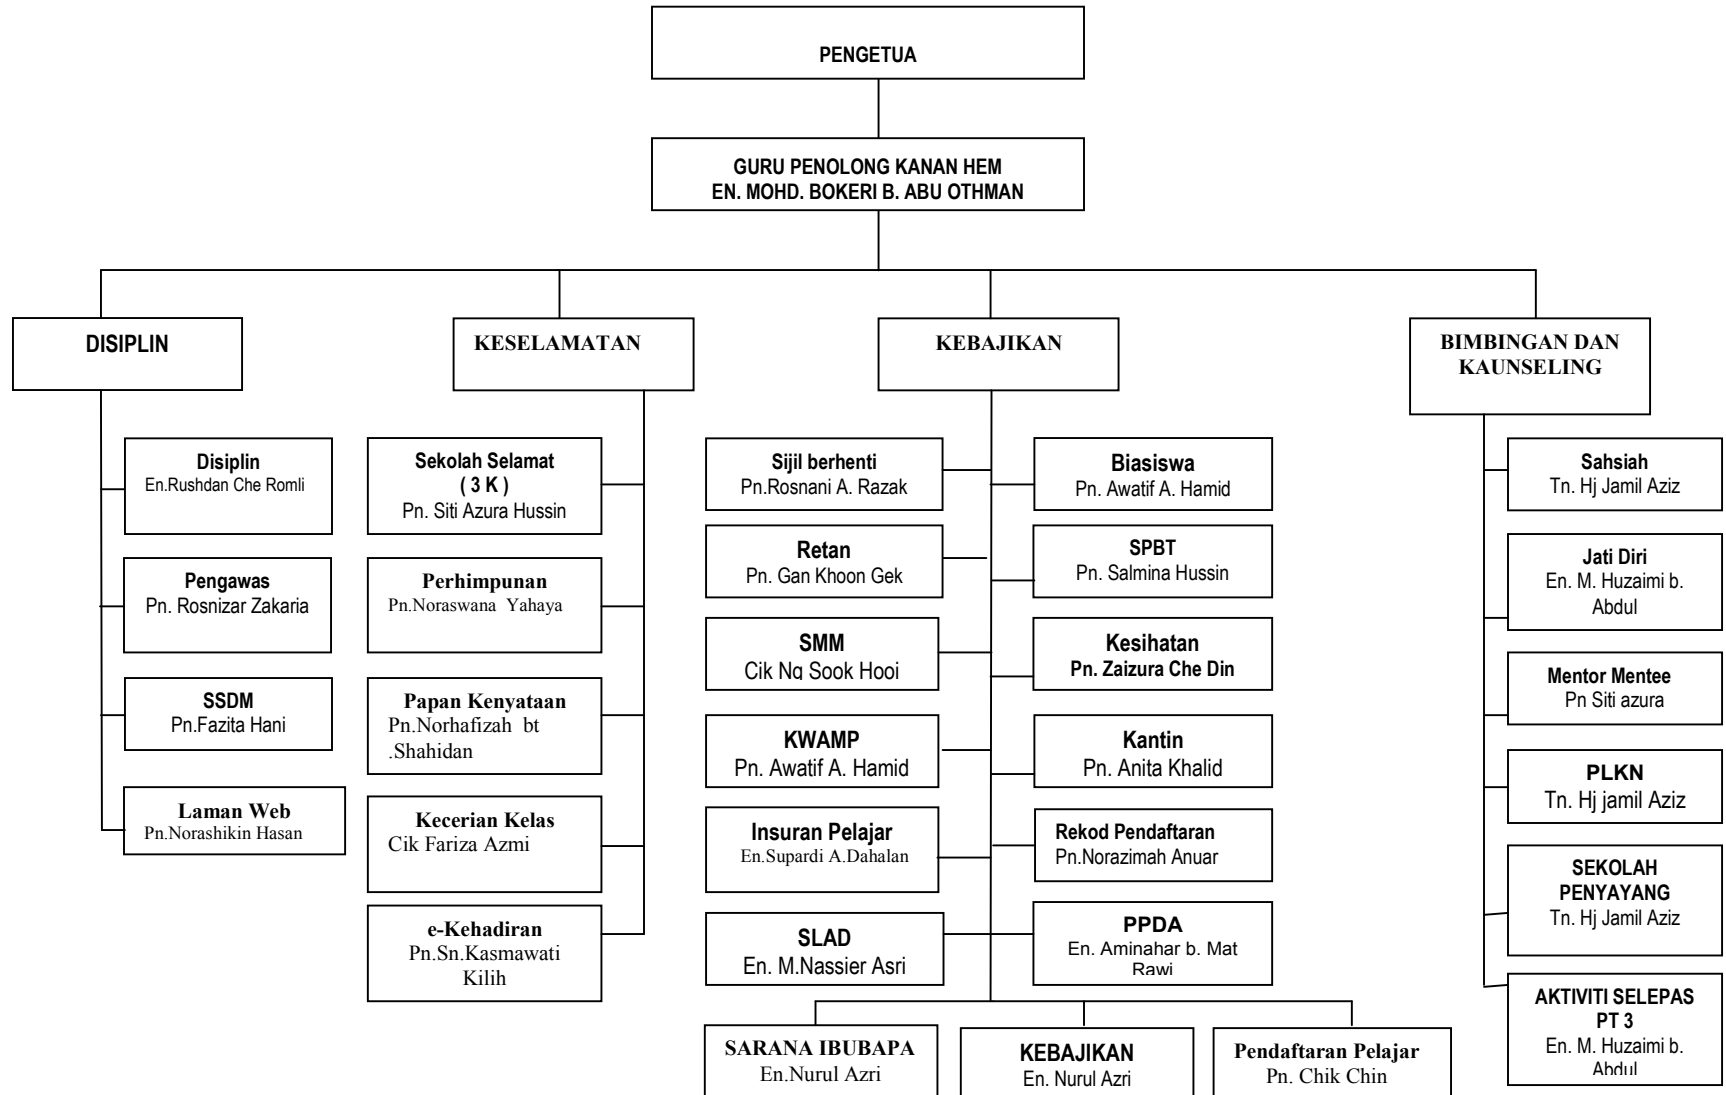 PENGETUA
GURU PENOLONG KANAN HEM
EN. MOHD. BOKERI B. ABU OTHMAN
DISIPLIN
KESELAMATAN
KEBAJIKAN
BIMBINGAN DAN
KAUNSELING
Disiplin
En.Rushdan Che Romli
Pengawas
Pn. Rosnizar Zakaria
SSDM
Pn.Fazita Hani
Laman Web
Pn.Norashikin Hasan
Sekolah Selamat
( 3 K )
Pn. Siti Azura Hussin
Perhimpunan
Pn.Noraswana Yahaya
Papan Kenyataan
Pn.Norhafizah bt
.Shahidan
Kecerian Kelas
Cik Fariza Azmi
e-Kehadiran
Pn.Sn.Kasmawati
Kilih
Sijil berhenti
Pn.Rosnani A. Razak
Retan
Pn. Gan Khoon Gek
SMM
Cik Ng Sook Hooi
KWAMP
Pn. Awatif A. Hamid
Insuran Pelajar
En.Supardi A.Dahalan
SLAD
En. M.Nassier Asri
Biasiswa
Pn. Awatif A. Hamid
SPBT
Pn. Salmina Hussin
Kesihatan
Pn. Zaizura Che Din
Kantin
Pn. Anita Khalid
Rekod Pendaftaran
Pn.Norazimah Anuar
PPDA
En. Aminahar b. Mat
Rawi
SARANA IBUBAPA
En.Nurul Azri
KEBAJIKAN
En. Nurul Azri
Pendaftaran Pelajar
Pn. Chik Chin
Sahsiah
Tn. Hj Jamil Aziz
Jati Diri
En. M. Huzaimi b.
Abdul
Mentor Mentee
Pn Siti azura
PLKN
Tn. Hj jamil Aziz
SEKOLAH
PENYAYANG
Tn. Hj Jamil Aziz
AKTIVITI SELEPAS
PT 3
En. M. Huzaimi b.
Abdul